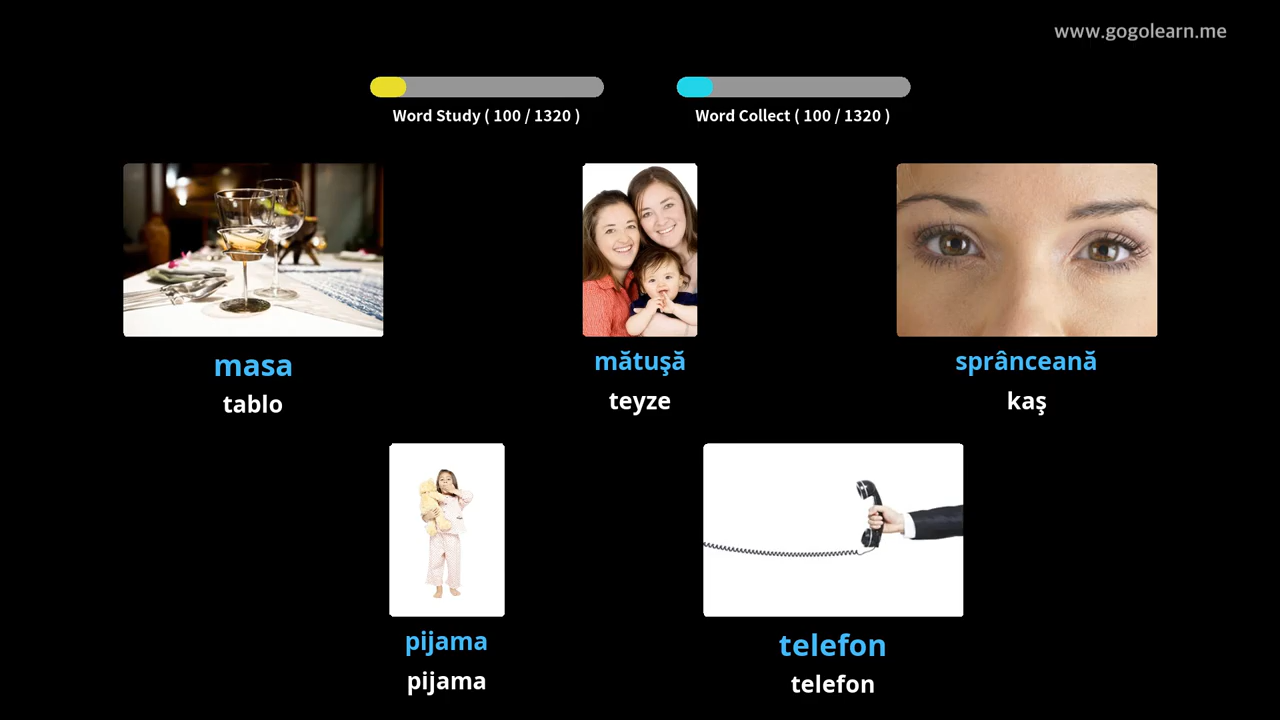 www.gogolearn.me
Word Study ( 100 / 1320 )
Word Collect ( 100 / 1320 )
masa
tablo
mătuşă
teyze
sprânceană
kaş
pijama
pijama
telefon
telefon